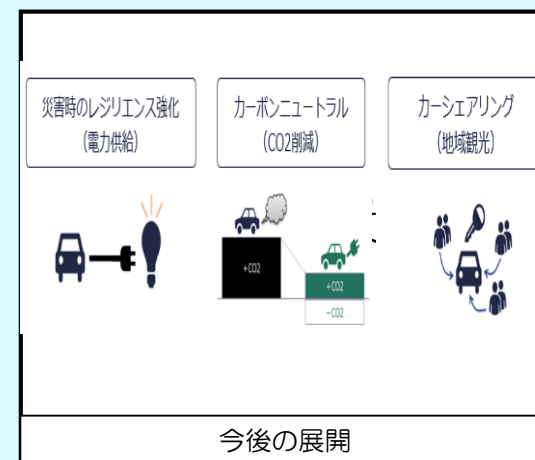 災害時のレジリエンス強化
(電力供給)
カーボンニュートラル
(CO2削減)
カーシェアリング
(地域観光)
+CO2
+CO2
-CO2
今後の展開